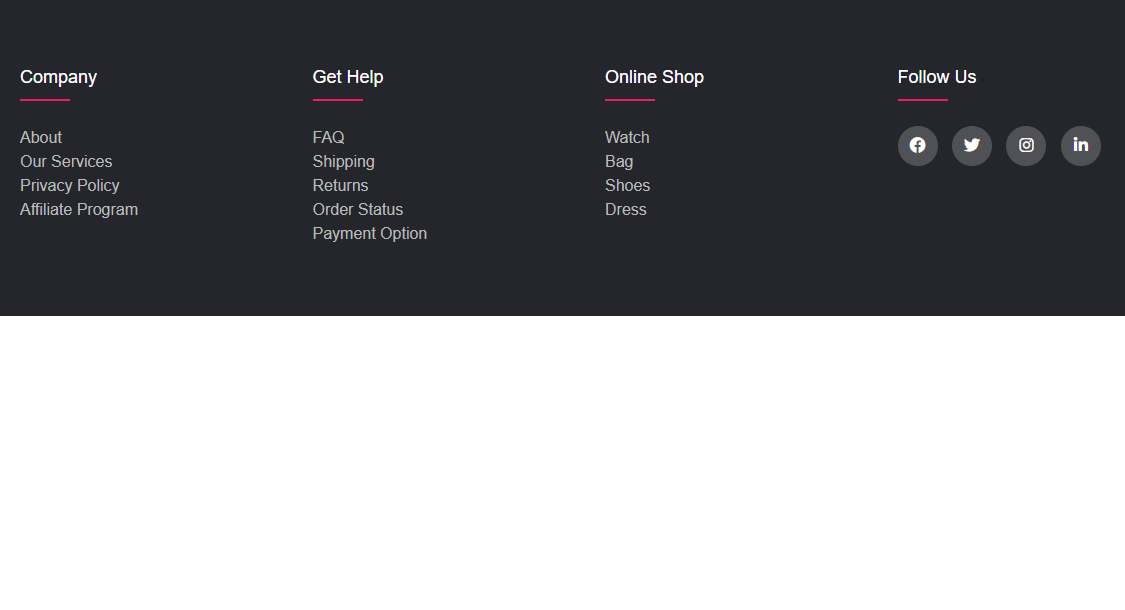 Company
About
Our Services
Privacy Policy
Affiliate Program
Get Help
FAQ
Shipping
Returns
Order Status
Payment Option
Online Shop
Watch
Bag
Shoes
Dress
Follow Us